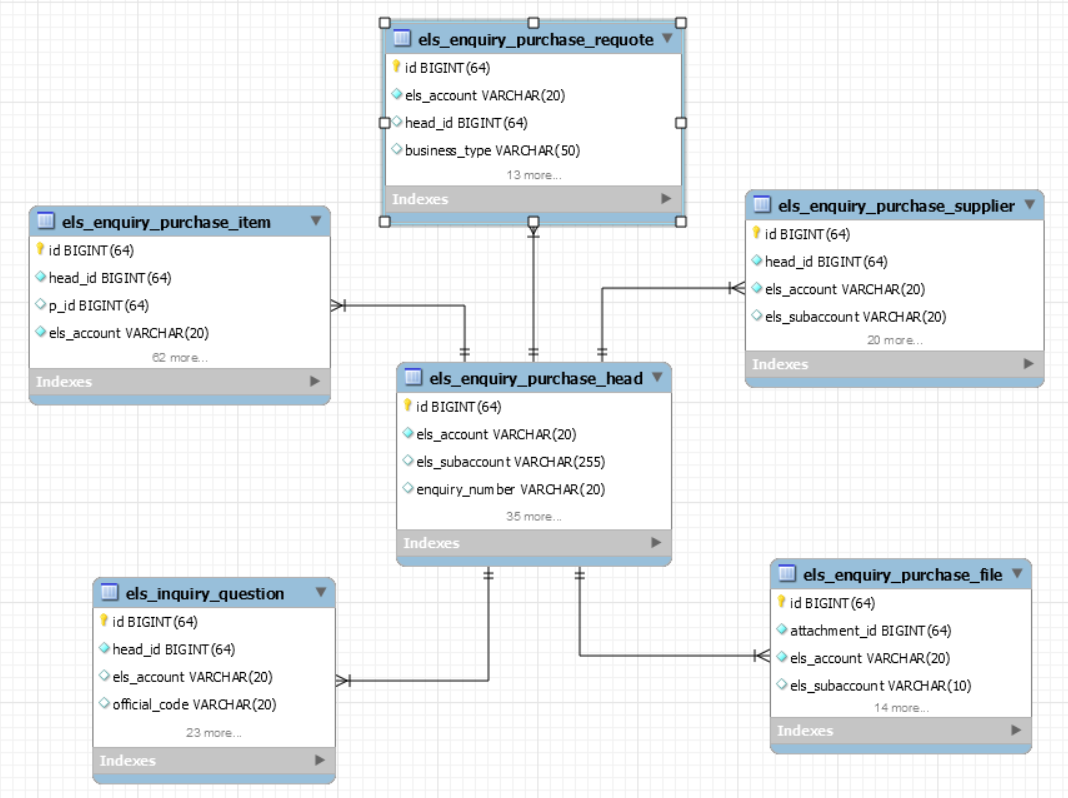 els_enquiry_purchase_requote
id BIGINT(64)
els_account VARCHAR(20)
head_id BIGINT(64)
business_type VARCHAR(50)
13 more...
Indexes
els_enquiry_purchase_item
id BIGINT(64)
head_id BIGINT(64)
p_id BIGINT(64)
els_account VARCHAR(20)
62 more...
Indexes
els_enquiry_purchase_supplier
id BIGINT(64)
head_id BIGINT(64)
els_account VARCHAR(20)
els_subaccount VARCHAR(20)
20 more...
Indexes
els_enquiry_purchase_head
id BIGINT(64)
els_account VARCHAR(20)
els_subaccount VARCHAR(255)
enquiry_number VARCHAR(20)
35 more...
Indexes
els_inquiry_question
id BIGINT(64)
head_id BIGINT(64)
els_account VARCHAR(20)
official_code VARCHAR(20)
23 more...
Indexes
els_enquiry_purchase_file
id BIGINT(64)
attachment_id BIGINT(64)
els_account VARCHAR(20)
els_subaccount VARCHAR(10)
14 more...
Indexes